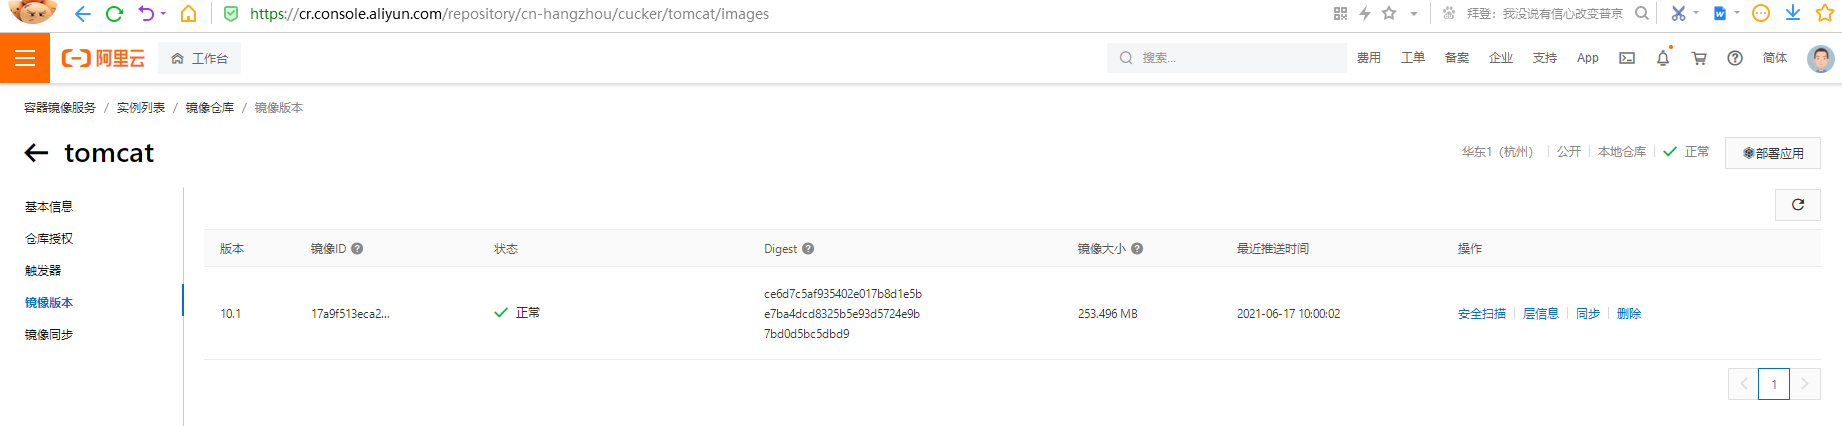 https://cr.console.aliyun.com/repository/cn-hangzhou/cucker/tomcat/images
拜登：我没说有信心改变普京
阿里云
工作台
搜索...
费用 工单 备案 企业 支持 App 简体
容器镜像服务 / 实例列表 / 镜像仓库 / 镜像版本
tomcat
华东1（杭州） 公开 本地仓库 正常 部署应用
基本信息
仓库授权
触发器
镜像版本
镜像同步
版本 镜像ID 状态 Digest 镜像大小 最近推送时间 操作
10.1 17a9f513eca2... 正常
ce6d7c5af935402e017b8d1e5b
e7ba4dcd8325b5e93d5724e9b
7bd0d5bc5dbd9
253.496 MB 2021-06-17 10:00:02 安全扫描 层信息 同步 删除
1